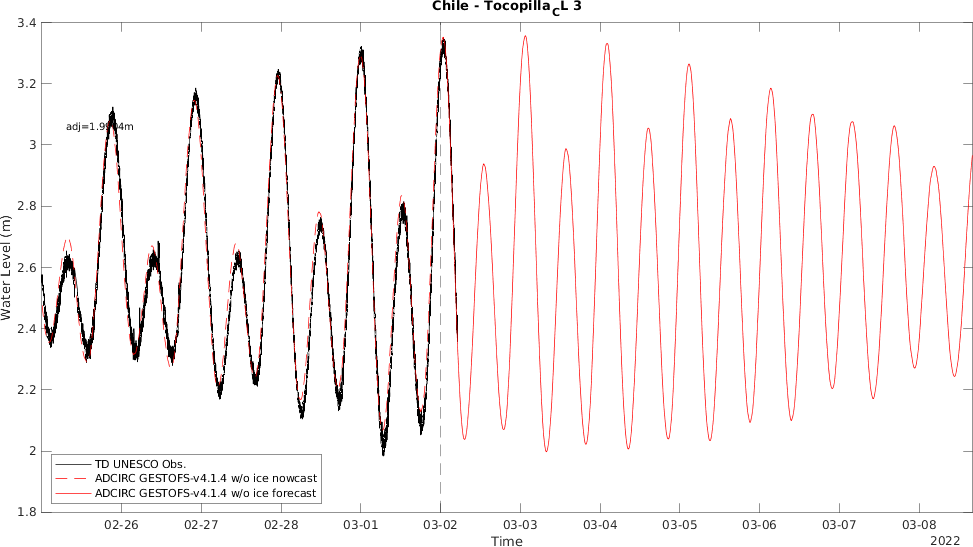 Chile - Tocopilla_CL 3
3.4
3.2
3
2.8
2.6
2.4
2.2
2
1.8
Water Level (m)
TD UNESCO Obs.
ADCIRC GESTOFS-v4.1.4 w/o ice nowcast
ADCIRC GESTOFS-v4.1.4 w/o ice forecast
02-26 02-27 02-28 03-01 03-02 03-03 03-04 03-05 03-06 03-07 03-08
Time
2022